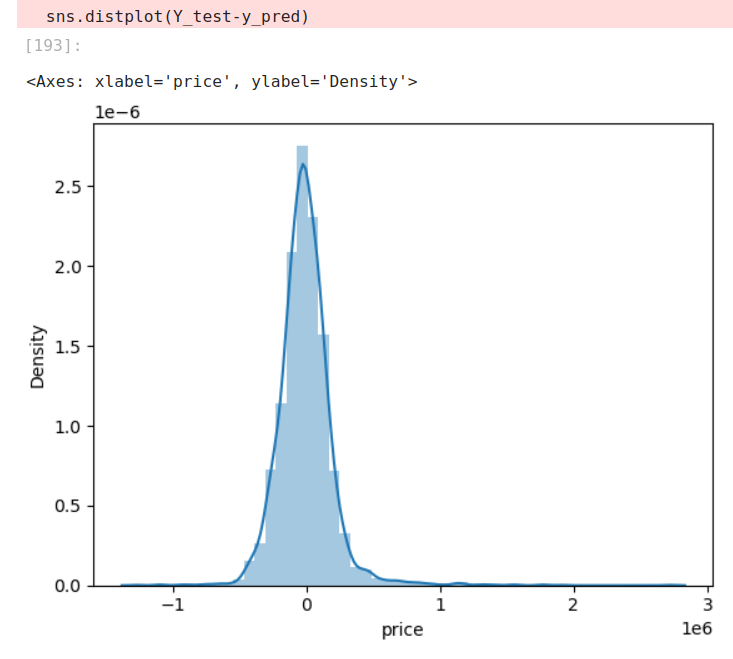 sns.distplot(Y_test-y_pred)
[193]:
<Axes: xlabel='price', ylabel='Density'>
1e−6
2.5
2.0
1.5
1.0
0.5
0.0
Density
−1 0 1 2 3
price
1e6